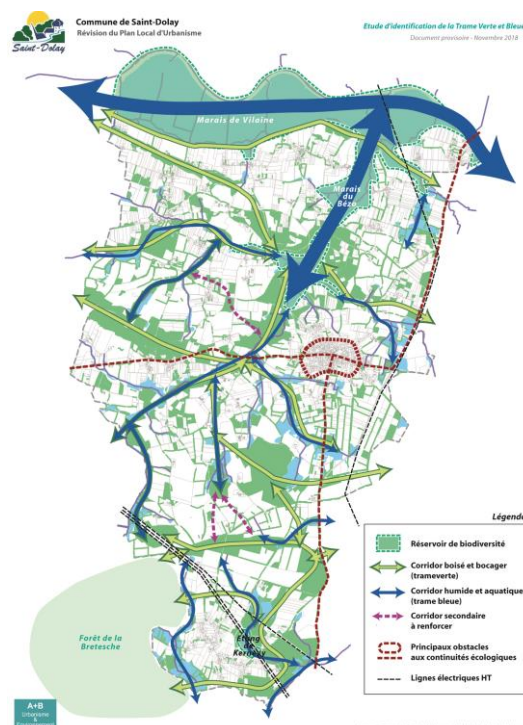 Saint-Dolay
Commune de Saint-Dolay
Révision du Plan Local d'Urbanisme
Etude d'identification de la Trame Verte et Bleue
Document provisoire - Novembre 2018
Marais de Vilaine
Marais
du
Bézo
Forêt de la
Bretesche
Etang
de
Kernevy
Légende
Réservoir de biodiversité
Corridor boisé et bocager
(trameverte)
Corridor humide et aquatique
(trame bleue)
Corridor secondaire
à renforcer
Principaux obstacles
aux continuités écologiques
Lignes électriques HT
A+B
Urbanisme
&